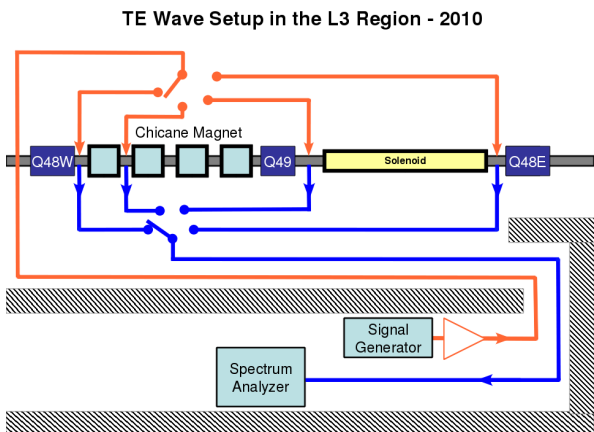 TE Wave Setup in the L3 Region - 2010
Chicane Magnet
Q48W
Q49
Solenoid
Q48E
Signal
Generator
Spectrum
Analyzer